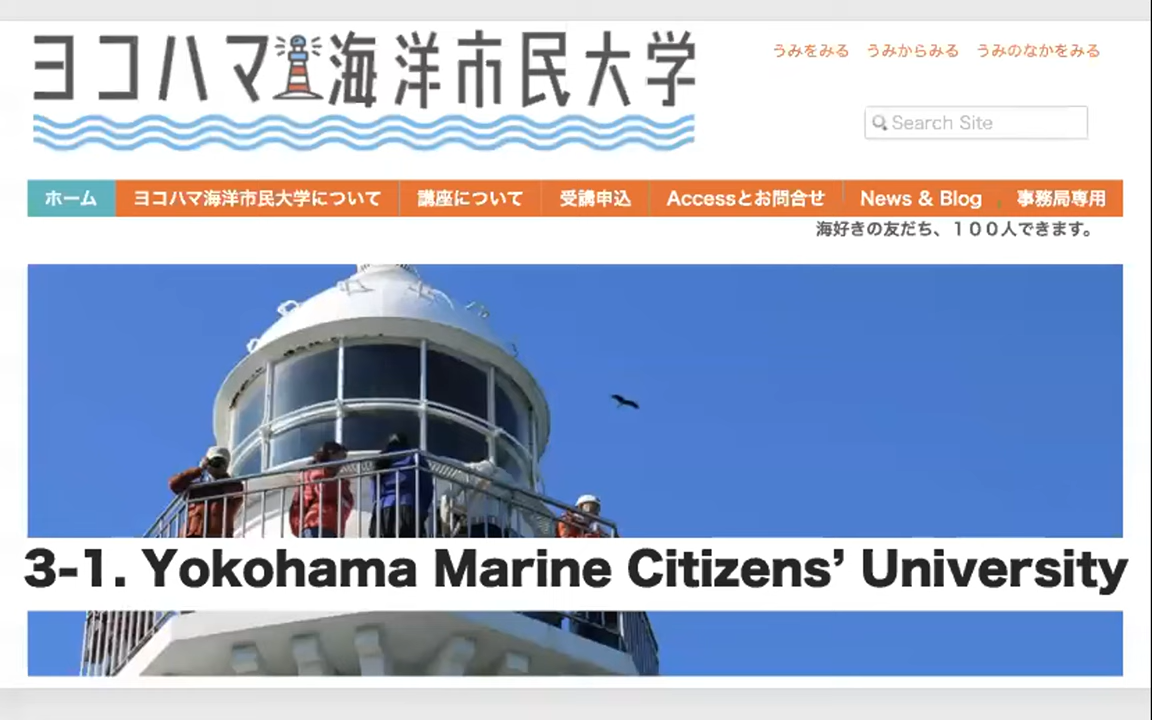 ヨコハマ海洋市民大学
うみをみる うみからみる うみのなかをみる
Search Site
ホーム ヨコハマ海洋市民大学について 講座について 受講申込 Accessとお問合せ News & Blog 事務局専用
海好きの友だち、１００人できます。
3-1. Yokohama Marine Citizens’ University